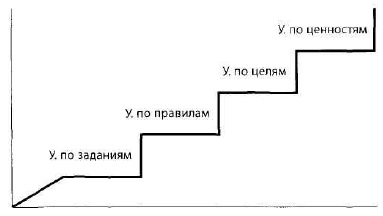 У. по ценностям
У. по целям
У. по правилам
У. по заданиям